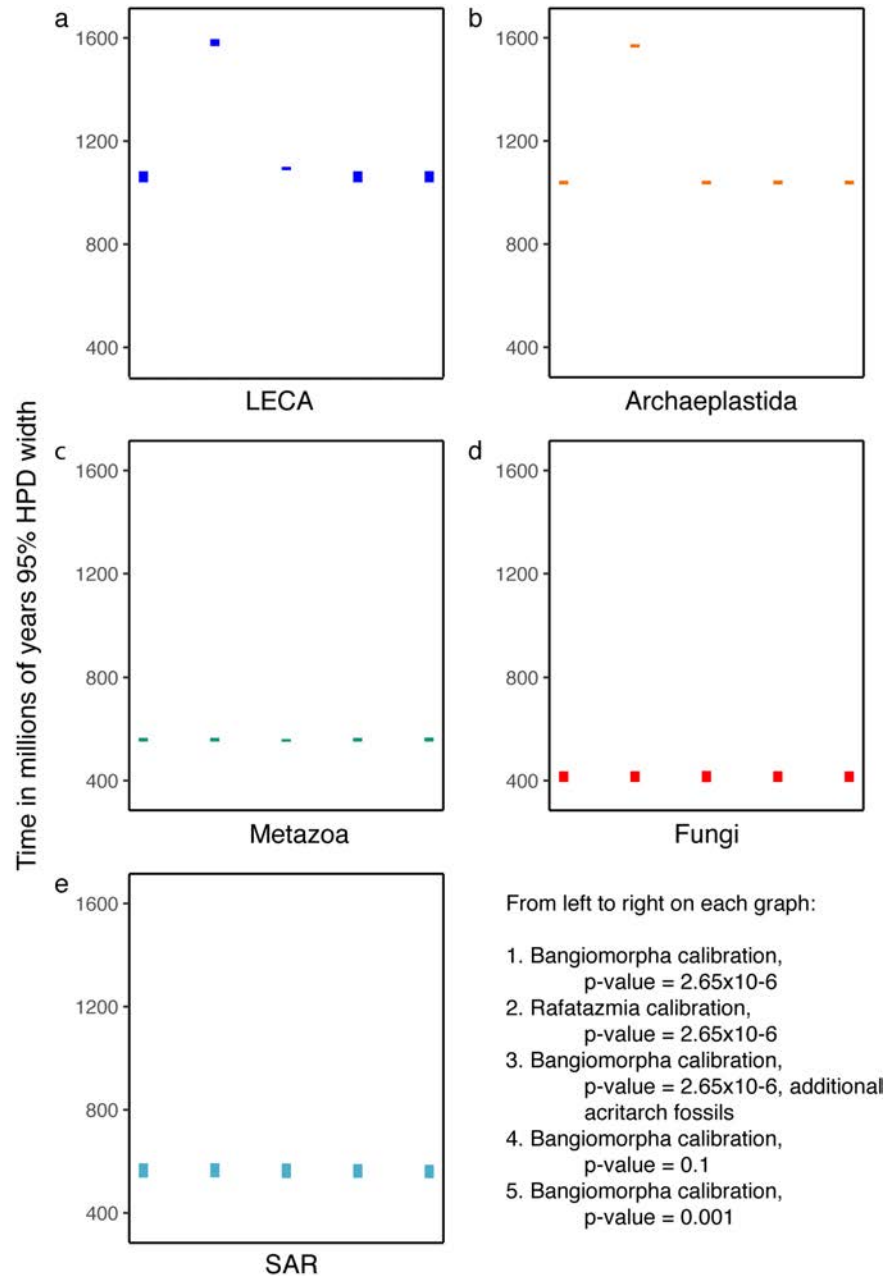 Time in millions of years 95% HPD width
a
1600
1200
800
400
LECA
b
1600
1200
800
400
Archaeplastida
c
1600
1200
800
400
Metazoa
d
1600
1200
800
400
Fungi
e
1600
1200
800
400
SAR
From left to right on each graph:
1. Bangiomorpha calibration,
p-value = 2.65x10-6
2. Rafatazmia calibration,
p-value = 2.65x10-6
3. Bangiomorpha calibration,
p-value = 2.65x10-6, additional
acritarch fossils
4. Bangiomorpha calibration,
p-value = 0.1
5. Bangiomorpha calibration,
p-value = 0.001